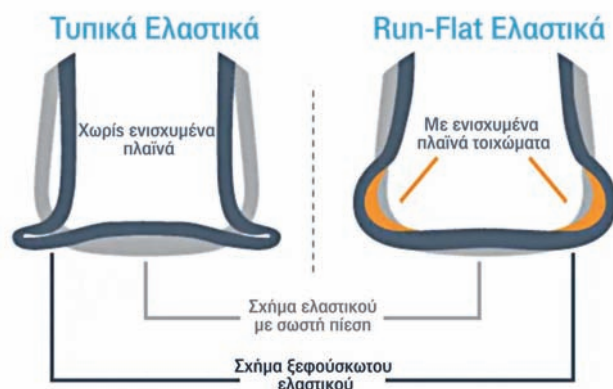 Τυπικά Ελαστικά
Run-Flat Ελαστικά
Χωρίς ενισχυμένα
πλαϊνά
Με ενισχυμένα
πλαϊνά τοιχώματα
Σχήμα ελαστικού
με σωστή πίεση
Σχήμα ξεφούσκωτου
ελαστικού